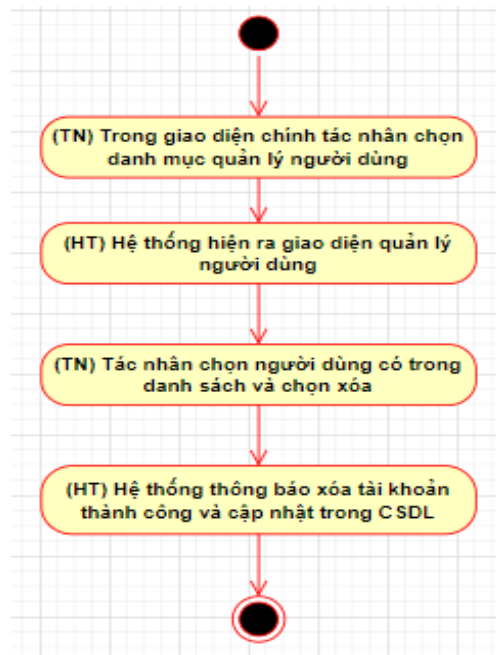 (TN) Trong giao diện chính tác nhân chọn
danh mục quản lý người dùng
(HT) Hệ thống hiện ra giao diện quản lý
người dùng
(TN) Tác nhân chọn người dùng có trong
danh sách và chọn xóa
(HT) Hệ thống thông báo xóa tài khoản
thành công và cập nhật trong CSDL